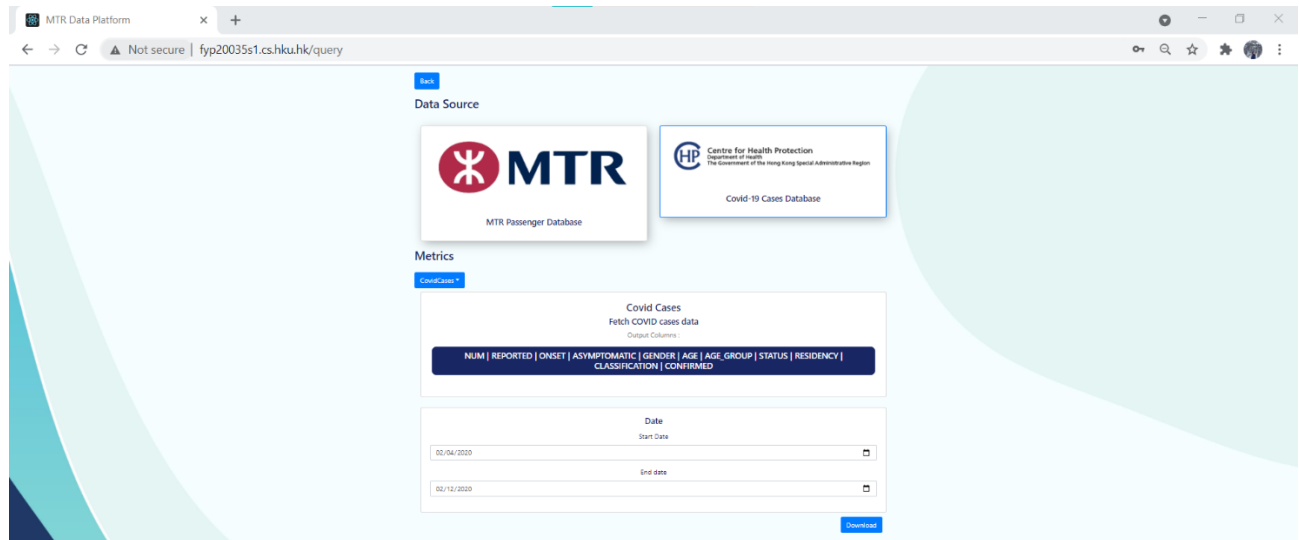 MTR Data Platform
Not secure | fyp20035s1.cs.hku.hk/query
Back
Data Source
MTR
MTR Passenger Database
CHP
Centre for Health Protection
Department of Health
The Government of the Hong Kong Special Administrative Region
Covid-19 Cases Database
Metrics
CovidCases
Covid Cases
Fetch COVID cases data
Output Columns :
NUM | REPORTED | ONSET | ASYMPTOMATIC | GENDER | AGE | AGE_GROUP | STATUS | RESIDENCY |
CLASSIFICATION | CONFIRMED
Date
Start Date
02/04/2020
End date
02/12/2020
Download